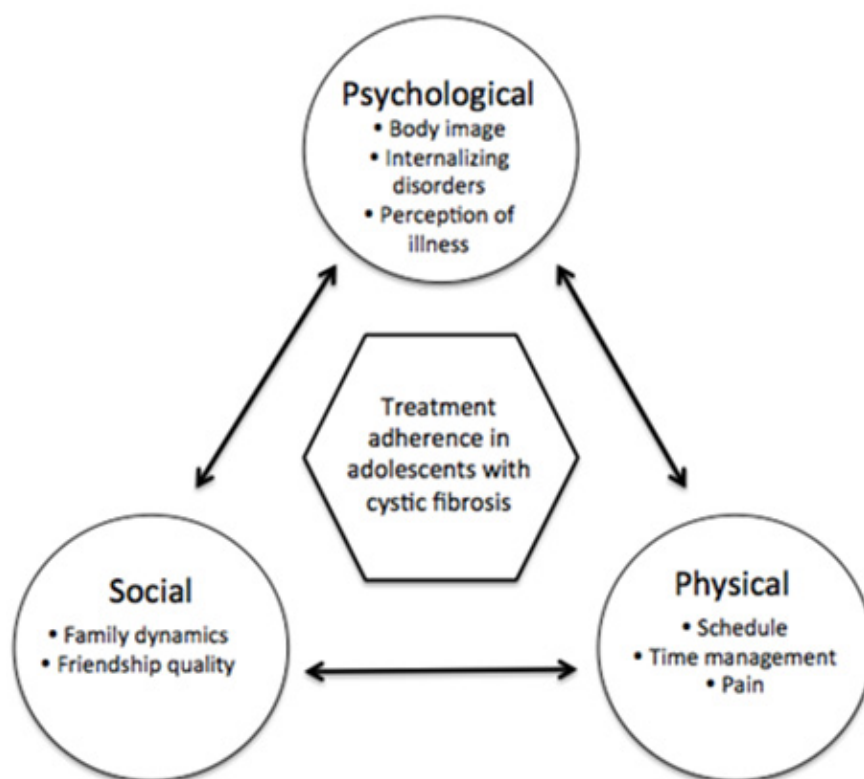 Psychological
• Body image
• Internalizing
disorders
• Perception of
illness
Treatment
adherence in
adolescents with
cystic fibrosis
Social
• Family dynamics
• Friendship quality
Physical
• Schedule
• Time management
• Pain